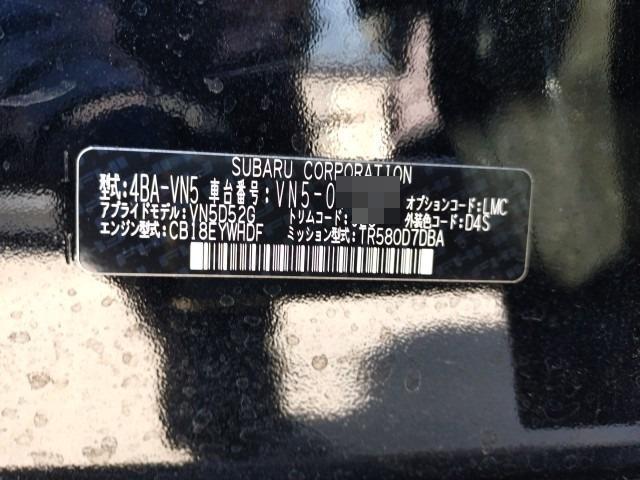 SUBARU CORPORATION
型式:4BA-VN5 車台番号:VN5-0
アプライドモデル:YN5D52G トリムコード: オプションコード:LMC
エンジン型式:CB18EYWHDF ミッション型式:TR580D7DBA 外装色コード:D4S